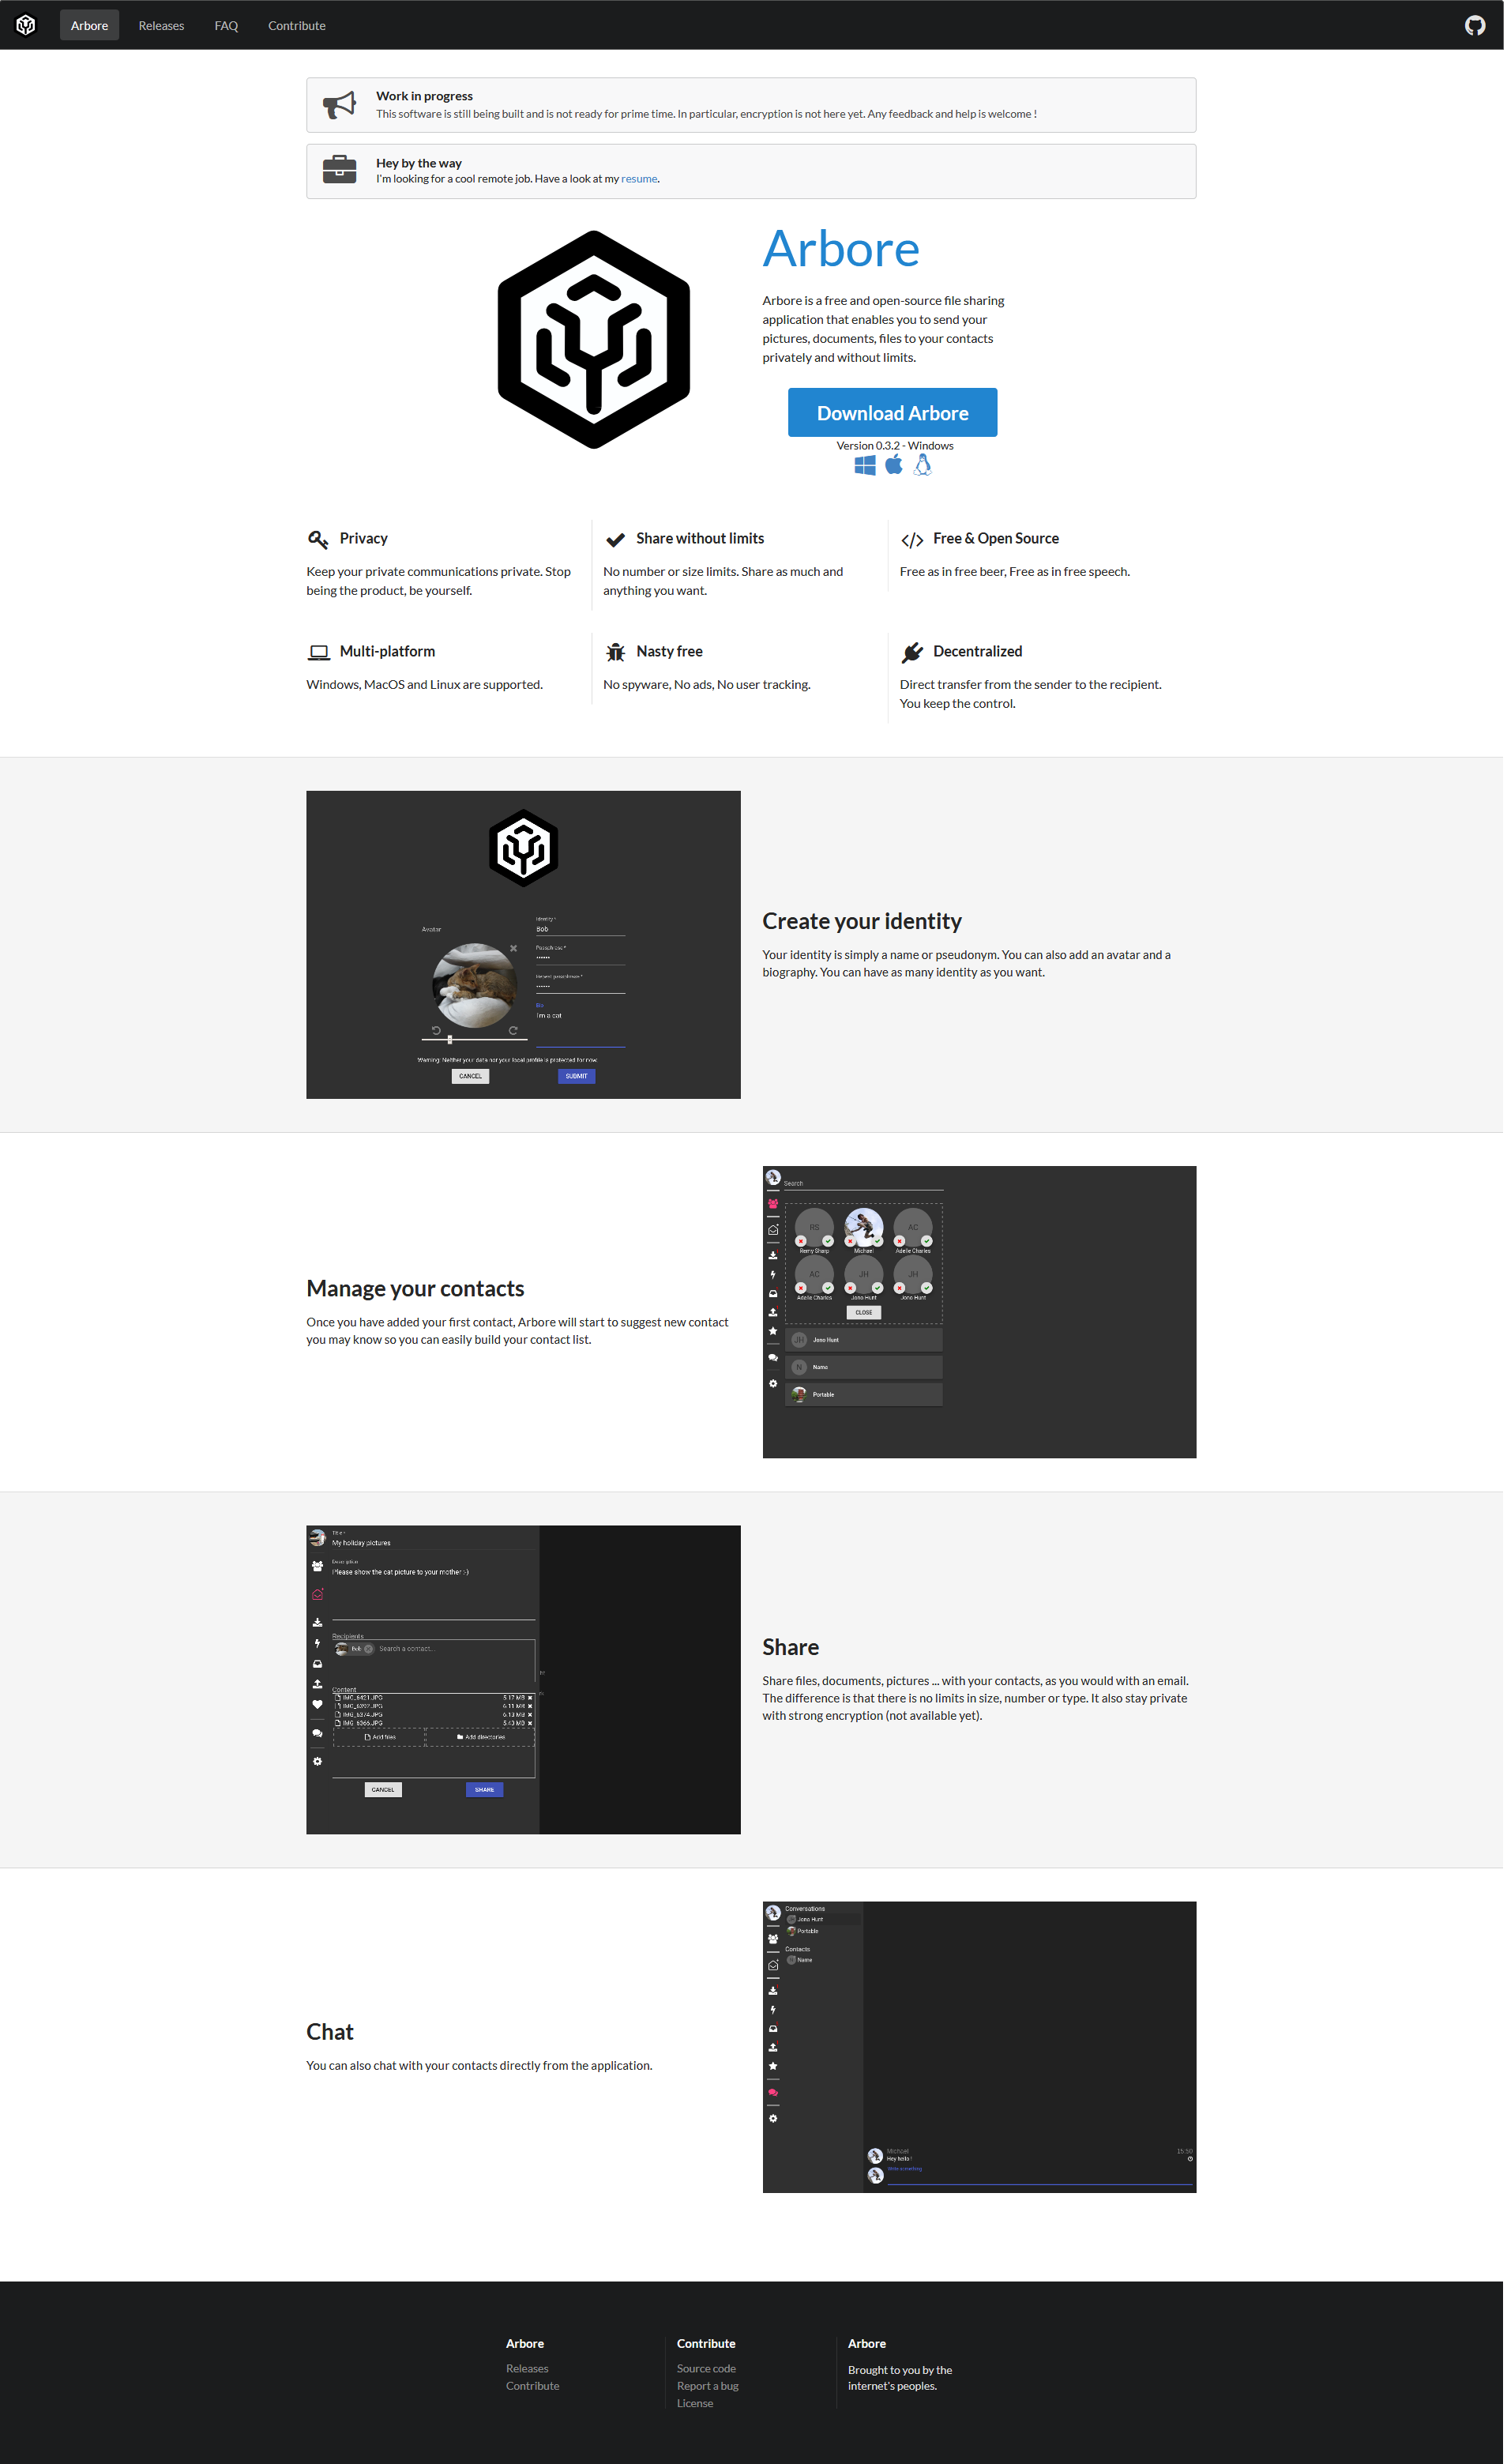 Arbore Releases FAQ Contribute
Work in progress
This software is still being built and is not ready for prime time. In particular, encryption is not here yet. Any feedback and help is welcome !
Hey by the way
I'm looking for a cool remote job. Have a look at my resume.
Arbore
Arbore is a free and open-source file sharing
application that enables you to send your
pictures, documents, files to your contacts
privately and without limits.
Download Arbore
Version 0.3.2 - Windows
Privacy
Keep your private communications private. Stop
being the product, be yourself.
Share without limits
No number or size limits. Share as much and
anything you want.
Free & Open Source
Free as in free beer, Free as in free speech.
Multi-platform
Windows, MacOS and Linux are supported.
Nasty free
No spyware, No ads, No user tracking.
Decentralized
Direct transfer from the sender to the recipient.
You keep the control.
Avatar
Identity *
Bob
Passphrase *
••••••
Repeat passphrase *
••••••
Bio
I'm a cat
Warning: Neither your data nor your local profile is protected for now.
CANCEL SUBMIT
Create your identity
Your identity is simply a name or pseudonym. You can also add an avatar and a
biography. You can have as many identity as you want.
Manage your contacts
Once you have added your first contact, Arbore will start to suggest new contact
you may know so you can easily build your contact list.
Search
RS AC
Remy Sharp Michael Adelle Charles
AC JH JH
Adelle Charles Jono Hunt Jono Hunt
CLOSE
JH Jono Hunt
N Name
Portable
Title *
My holiday pictures
Description
Please show the cat picture to your mother :-)
Recipients
Bob Search a contact...
Content
IMG_6421.JPG 5.17 MB
6.11 MB
IMG_6374.JPG 6.13 MB
IMG_6366.JPG 5.43 MB
Add files Add directories
CANCEL SHARE
Share
Share files, documents, pictures ... with your contacts, as you would with an email.
The difference is that there is no limits in size, number or type. It also stay private
with strong encryption (not available yet).
Chat
You can also chat with your contacts directly from the application.
Conversations
Jono Hunt
Portable
Contacts
Name
Michael 15:50
Hey hello !
Write something
Arbore
Releases
Contribute
Contribute
Source code
Report a bug
License
Arbore
Brought to you by the
internet's peoples.